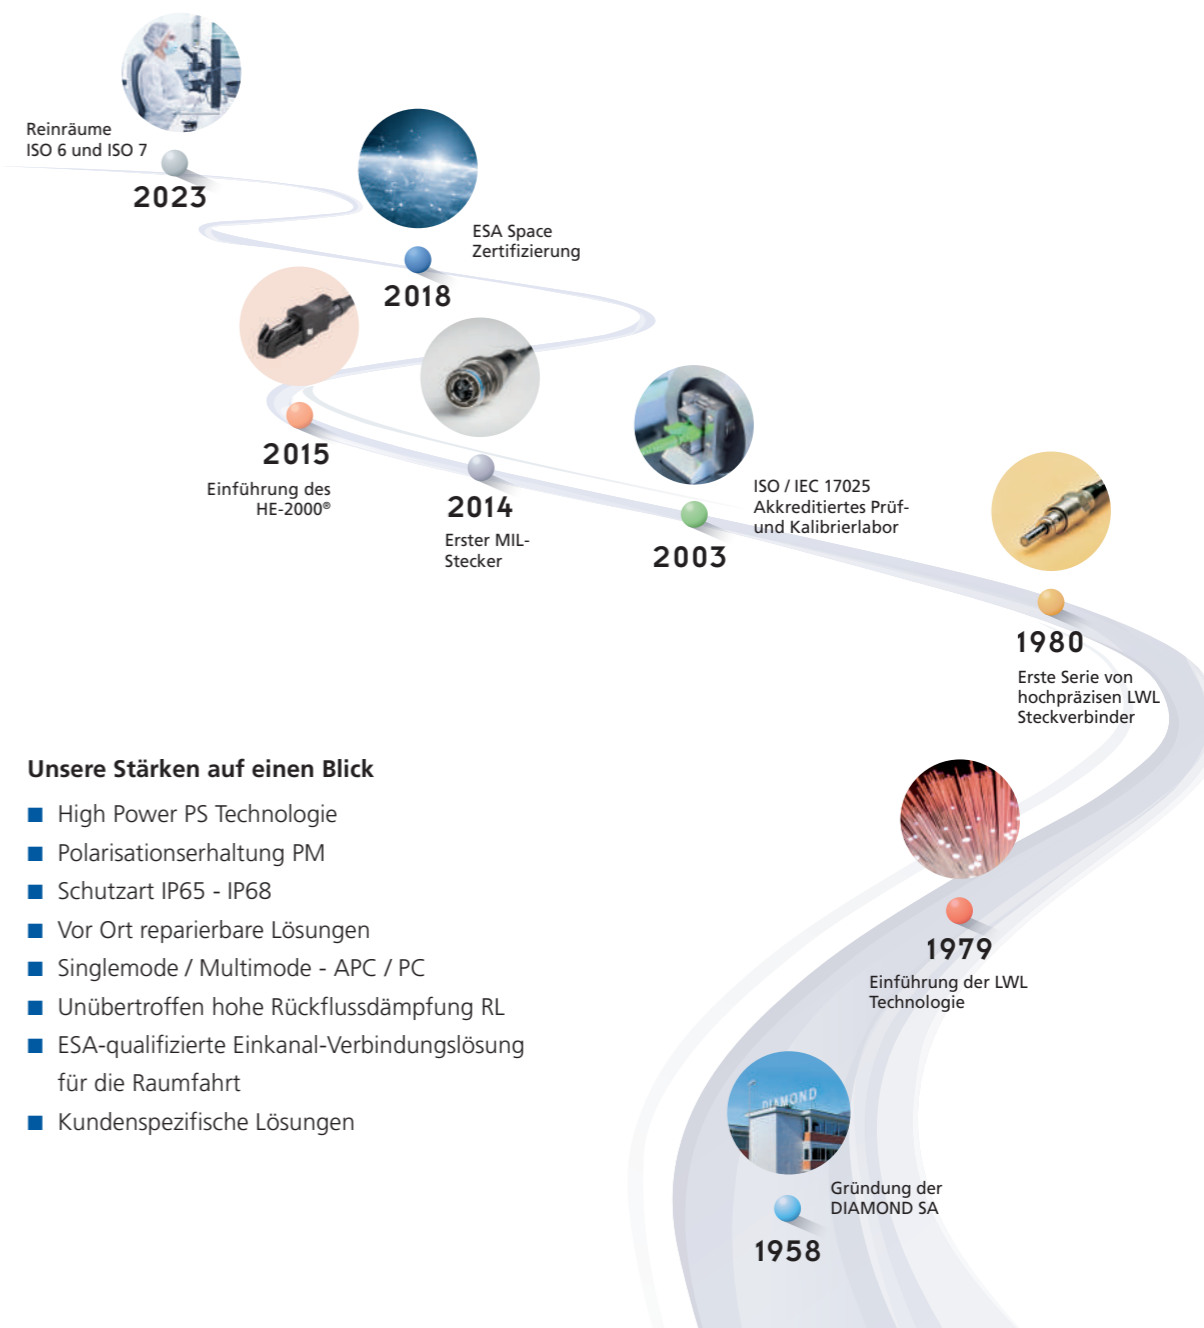 Reinräume
ISO 6 und ISO 7
2023
ESA Space
Zertifizierung
2018
2015
Einführung des
HE-2000®
2014
Erster MIL-
Stecker
ISO / IEC 17025
Akkreditiertes Prüf-
und Kalibrierlabor
2003
1980
Erste Serie von
hochpräzisen LWL
Steckverbinder
Unsere Stärken auf einen Blick
■ High Power PS Technologie
■ Polarisationserhaltung PM
■ Schutzart IP65 - IP68
■ Vor Ort reparierbare Lösungen
■ Singlemode / Multimode - APC / PC
■ Unübertroffen hohe Rückflussdämpfung RL
■ ESA-qualifizierte Einkanal-Verbindungslösung
für die Raumfahrt
■ Kundenspezifische Lösungen
1979
Einführung der LWL
Technologie
DIAMOND
Gründung der
DIAMOND SA
1958